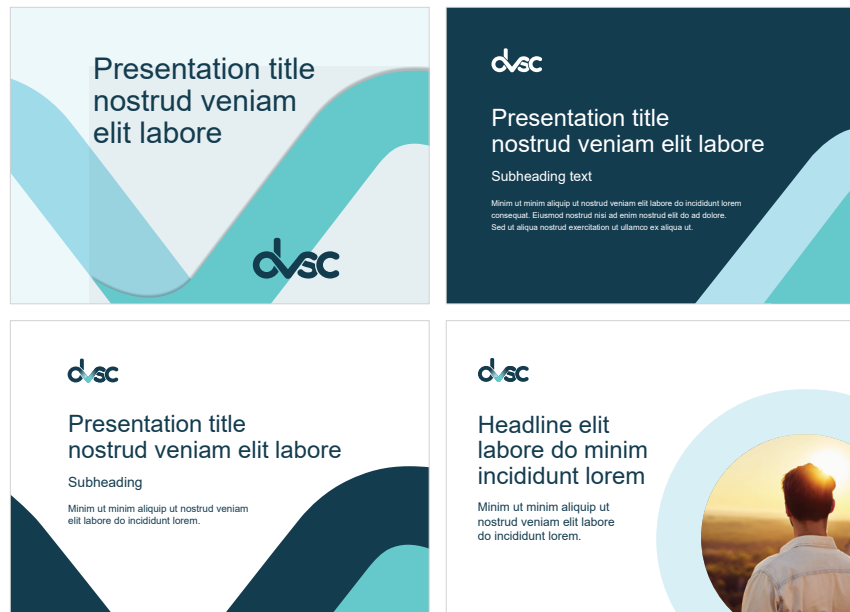 Presentation title
nostrud veniam
elit labore
dvsc
dvsc
Presentation title
nostrud veniam elit labore
Subheading text
Minim ut minim aliquip ut nostrud veniam elit labore do incididunt lorem
consequat. Eiusmod nostrud nisi ad enim nostrud elit do ad dolore.
Sed ut aliqua nostrud exercitation ut ullamco ex aliqua ut.
dvsc
Presentation title
nostrud veniam elit labore
Subheading
Minim ut minim aliquip ut nostrud veniam
elit labore do incididunt lorem.
dvsc
Headline elit
labore do minim
incididunt lorem
Minim ut minim aliquip ut
nostrud veniam elit labore
do incididunt lorem.